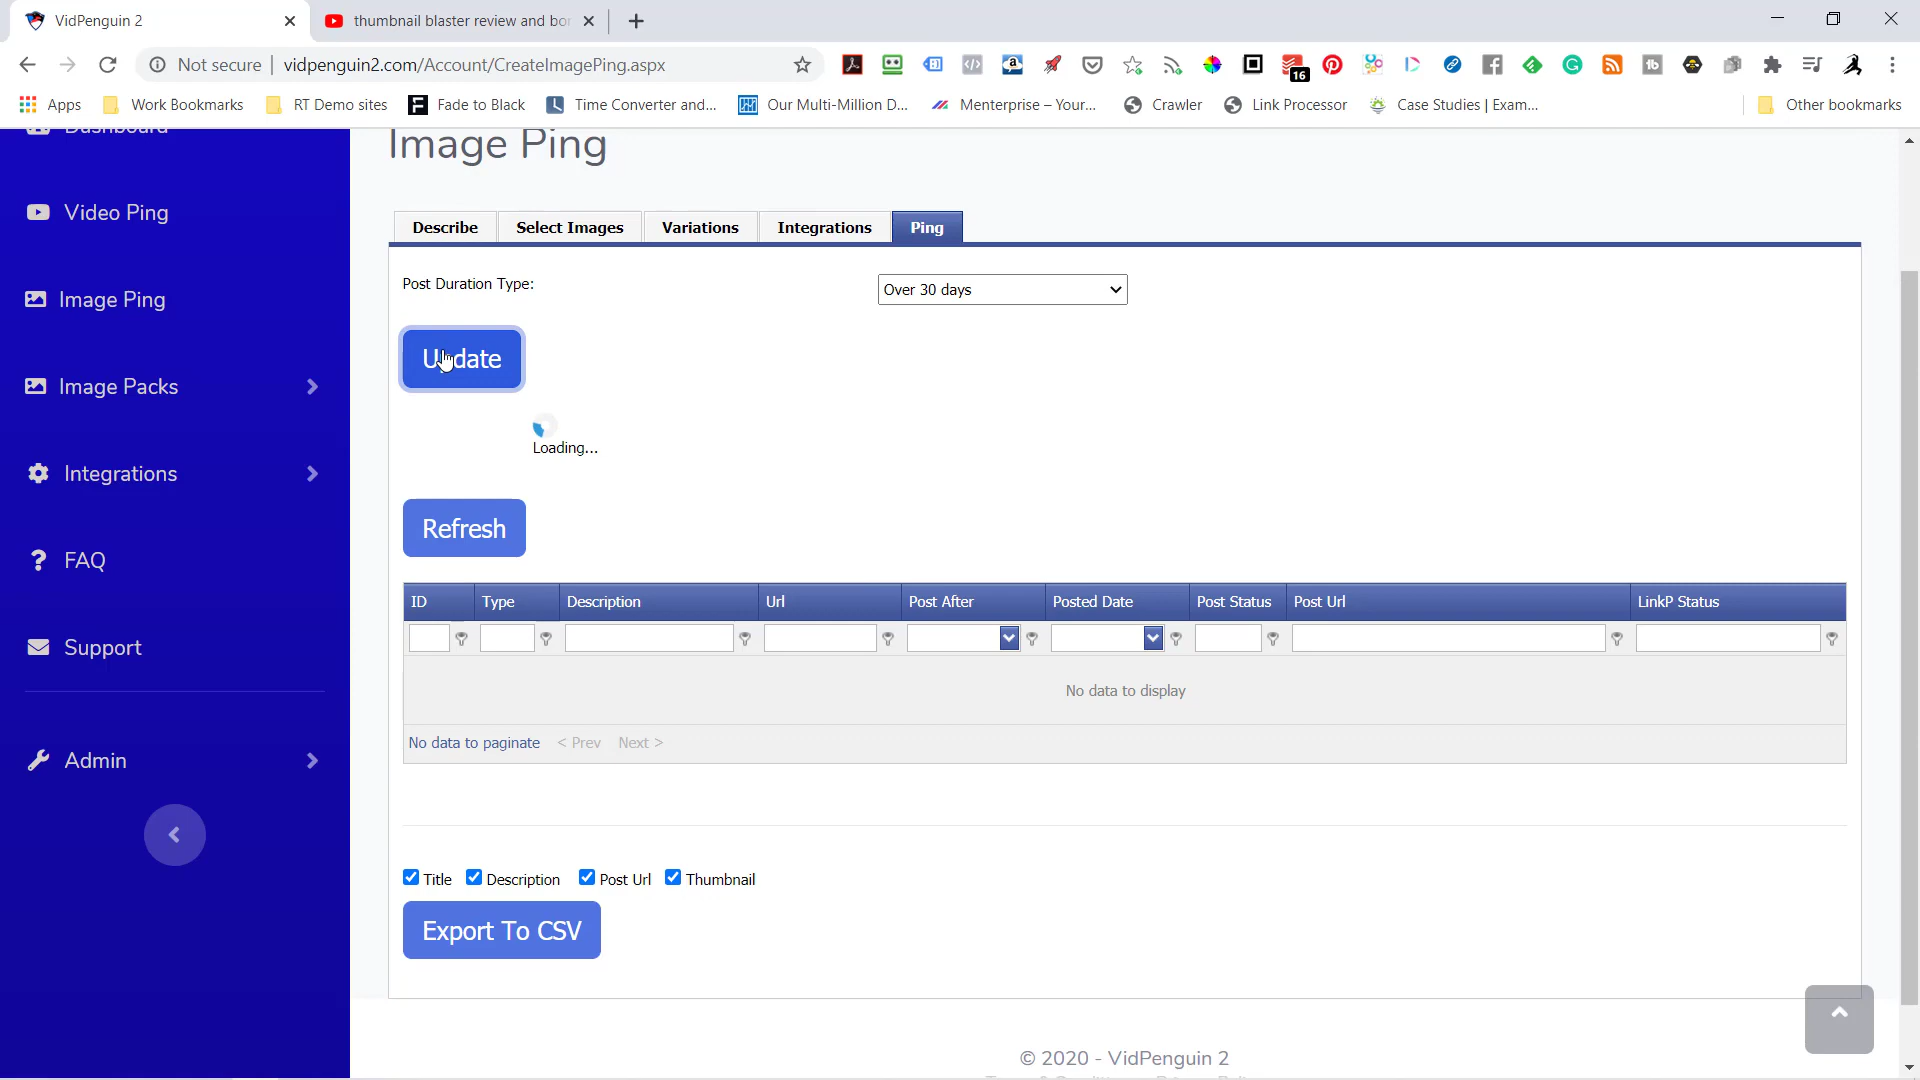 VidPenguin 2
thumbnail blaster review and bor
Not secure | vidpenguin2.com/Account/CreateImagePing.aspx
16
Apps Work Bookmarks RT Demo sites Fade to Black Time Converter and... Our Multi-Million D... Menterprise – Your... Crawler Link Processor Case Studies | Exam... Other bookmarks
Dashboard
Video Ping
Image Ping
Image Packs
Integrations
FAQ
Support
Admin
Image Ping
Describe Select Images Variations Integrations Ping
Post Duration Type: Over 30 days
Update
Loading...
Refresh
ID Type Description Url Post After Posted Date Post Status Post Url LinkP Status
No data to display
No data to paginate < Prev Next >
Title Description Post Url Thumbnail
Export To CSV
© 2020 - VidPenguin 2